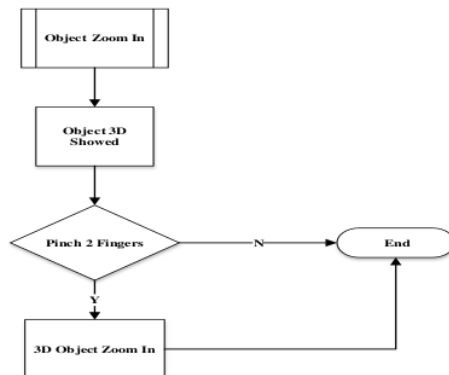 Object Zoom In
Object 3D
Showed
Pinch 2 Fingers
N
End
Y
3D Object Zoom In